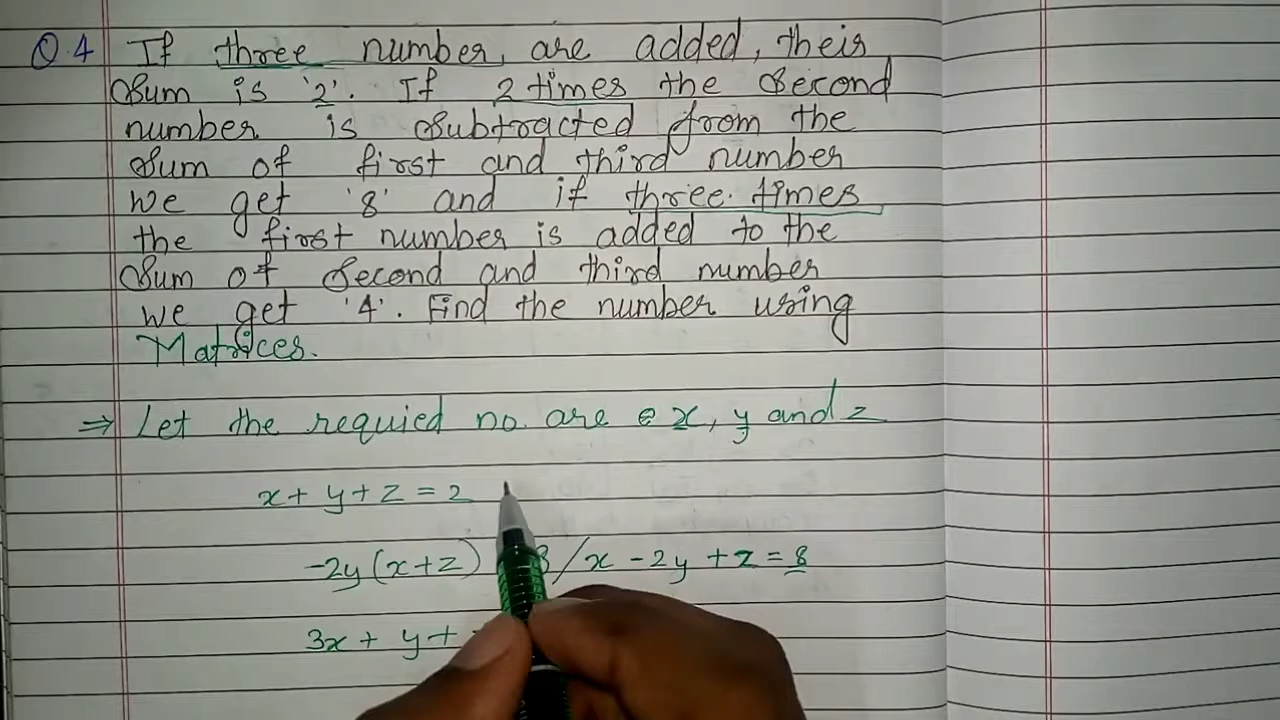 Q.4 If three number, are added, their
Sum is '2'. If 2 times the Second
number is Subtracted from the
Sum of first and third number
we get '8' and if three times
the first number is added to the
Sum of Second and third number
we get '4'. Find the number using
Matrices.
⇒ Let the requied no. are x, y and z
x + y + z = 2
-2y (x+z) 8 / x - 2y + z = 8
3x + y +